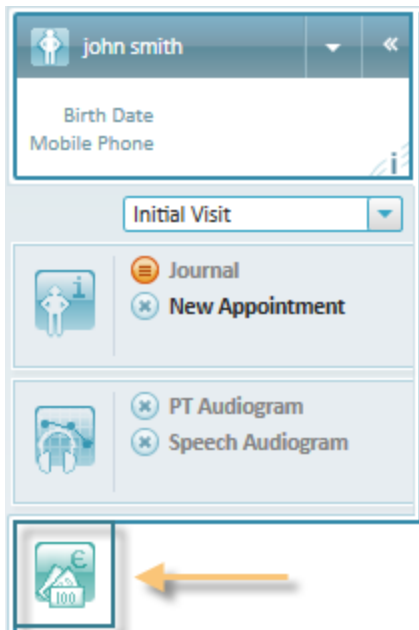 john smith
Birth Date
Mobile Phone
i
Initial Visit
i
Journal
New Appointment
PT Audiogram
Speech Audiogram
€
100